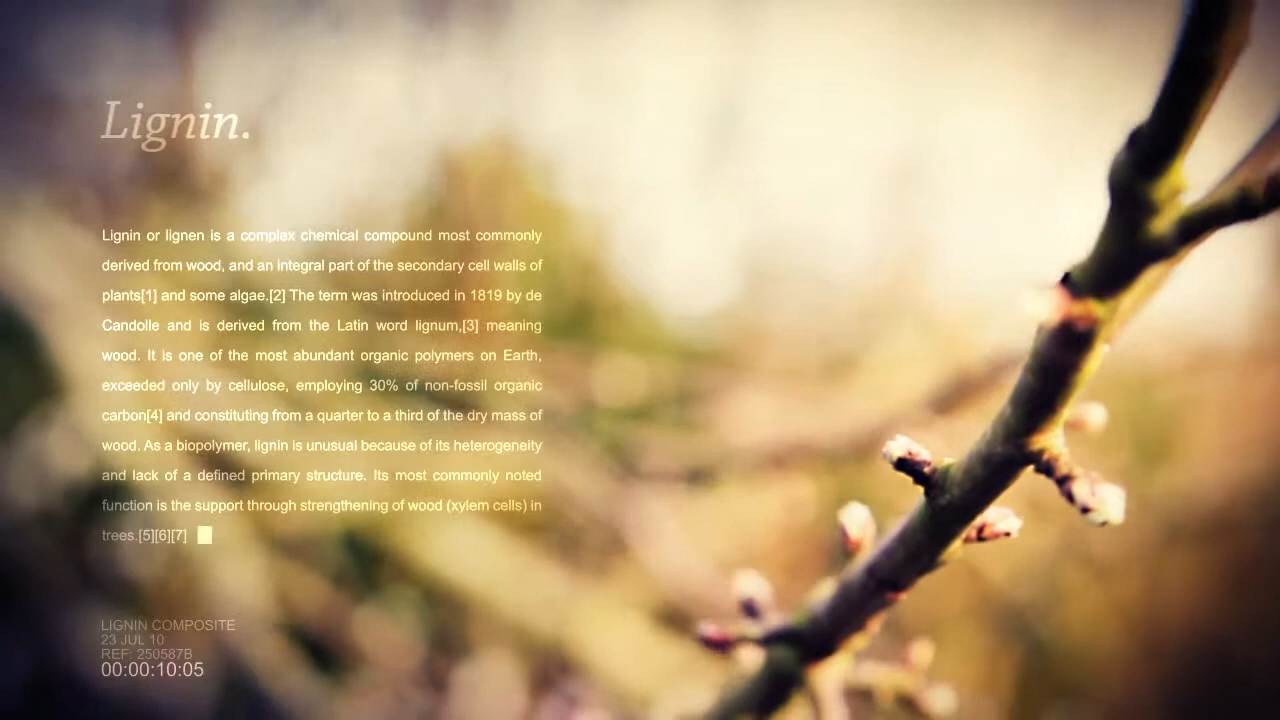 Lignin.
Lignin or lignen is a complex chemical compound most commonly
derived from wood, and an integral part of the secondary cell walls of
plants[1] and some algae.[2] The term was introduced in 1819 by de
Candolle and is derived from the Latin word lignum,[3] meaning
wood. It is one of the most abundant organic polymers on Earth,
exceeded only by cellulose, employing 30% of non-fossil organic
carbon[4] and constituting from a quarter to a third of the dry mass of
wood. As a biopolymer, lignin is unusual because of its heterogeneity
and lack of a defined primary structure. Its most commonly noted
function is the support through strengthening of wood (xylem cells) in
trees.[5][6][7]
LIGNIN COMPOSITE
23 JUL 10
REF: 250587B
00:00:10:05